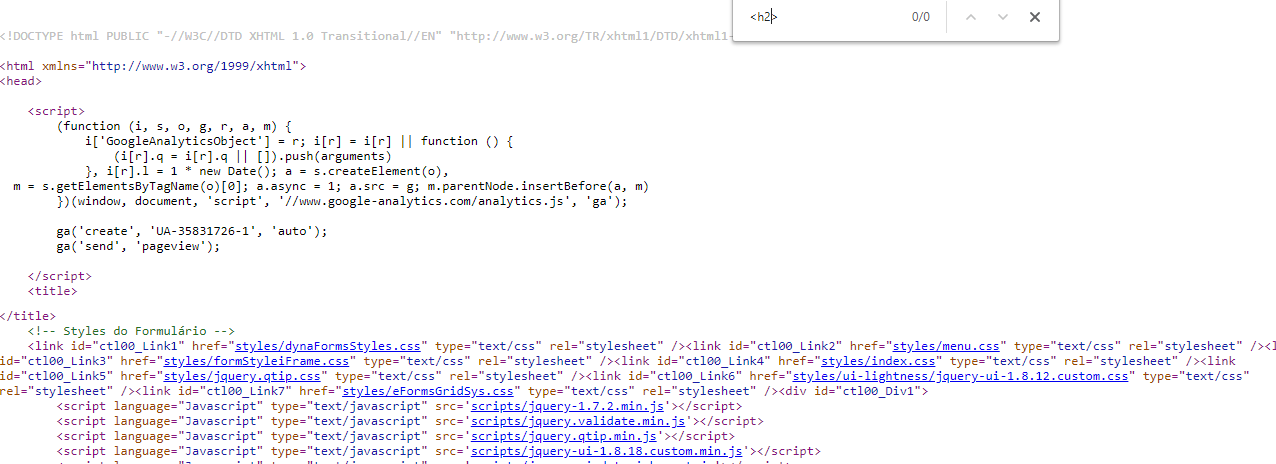 <h2>
0/0
<!DOCTYPE html PUBLIC "-//W3C//DTD XHTML 1.0 Transitional//EN" "http://www.w3.org/TR/xhtml1/DTD/xhtml1-
<html xmlns="http://www.w3.org/1999/xhtml">
<head>
<script>
(function (i, s, o, g, r, a, m) {
i['GoogleAnalyticsObject'] = r; i[r] = i[r] || function () {
(i[r].q = i[r].q || []).push(arguments)
}, i[r].l = 1 * new Date(); a = s.createElement(o),
m = s.getElementsByTagName(o)[0]; a.async = 1; a.src = g; m.parentNode.insertBefore(a, m)
})(window, document, 'script', '//www.google-analytics.com/analytics.js', 'ga');
ga('create', 'UA-35831726-1', 'auto');
ga('send', 'pageview');
</script>
<title>
</title>
<!-- Styles do Formulário -->
<link id="ctl00_Link1" href="styles/dynaFormsStyles.css" type="text/css" rel="stylesheet" /><link id="ctl00_Link2" href="styles/menu.css" type="text/css" rel="stylesheet" /><l
id="ctl00_Link3" href="styles/formStyleiFrame.css" type="text/css" rel="stylesheet" /><link id="ctl00_Link4" href="styles/index.css" type="text/css" rel="stylesheet" /><link
id="ctl00_Link5" href="styles/jquery.qtip.css" type="text/css" rel="stylesheet" /><link id="ctl00_Link6" href="styles/ui-lightness/jquery-ui-1.8.12.custom.css" type="text/css"
rel="stylesheet" /><link id="ctl00_Link7" href="styles/eFormsGridSys.css" type="text/css" rel="stylesheet" /><div id="ctl00_Div1">
<script language="Javascript" type="text/javascript" src='scripts/jquery-1.7.2.min.js'></script>
<script language="Javascript" type="text/javascript" src='scripts/jquery.validate.min.js'></script>
<script language="Javascript" type="text/javascript" src='scripts/jquery.qtip.min.js'></script>
<script language="Javascript" type="text/javascript" src='scripts/jquery-ui-1.8.18.custom.min.js'></script>